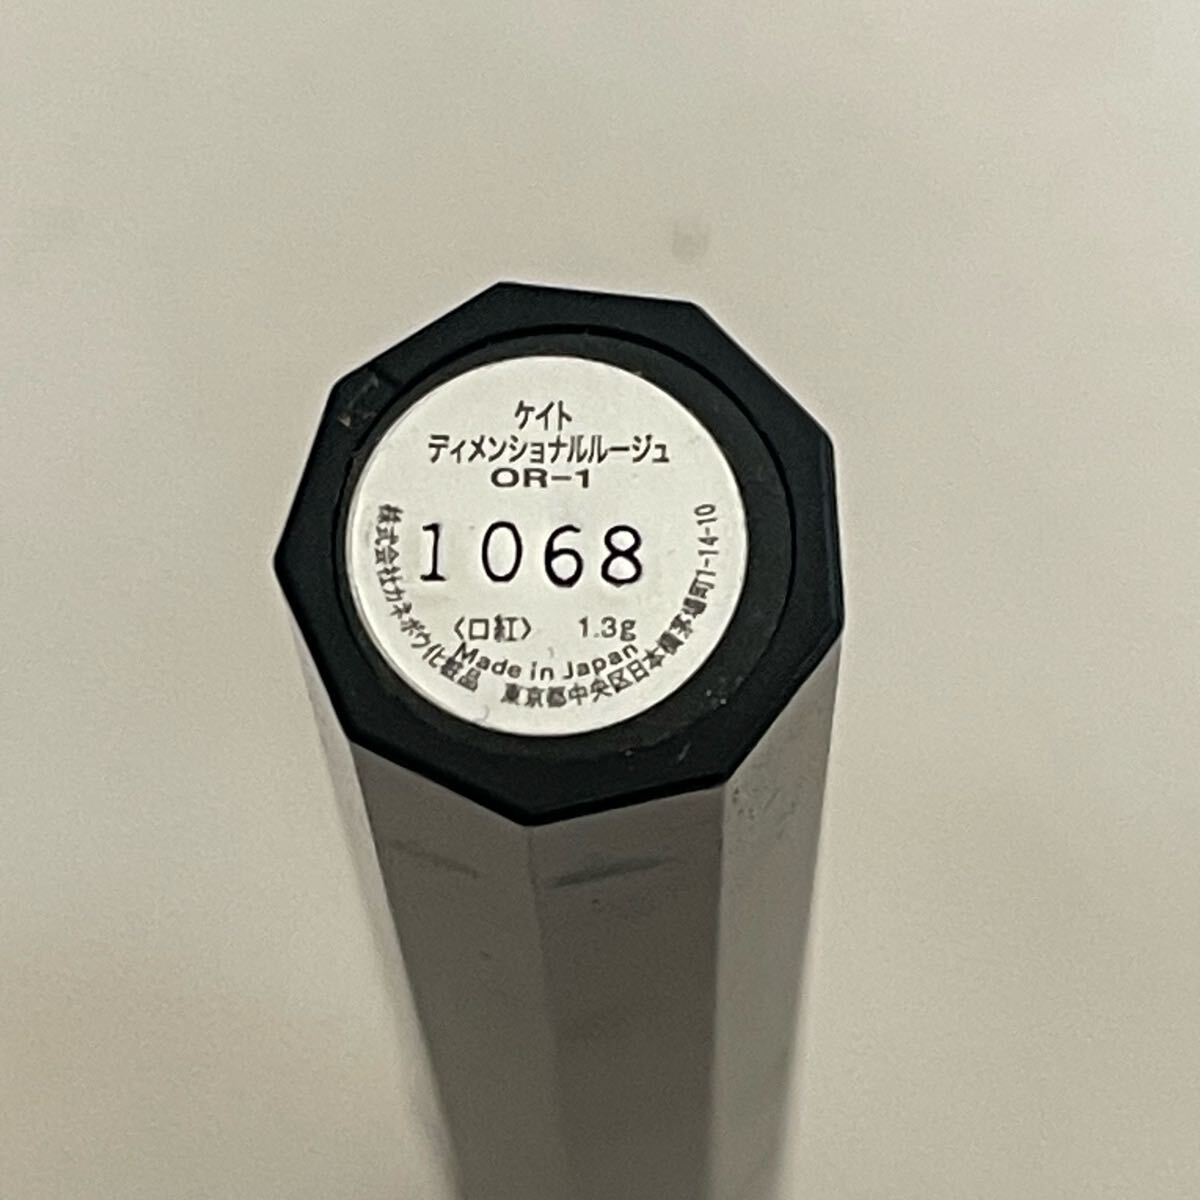 ケイト
ディメンショナルルージュ
OR-1
1068
〈口紅〉 1.3g
Made in Japan
株式会社カネボウ化粧品 東京都中央区日本橋茅場町1-14-10